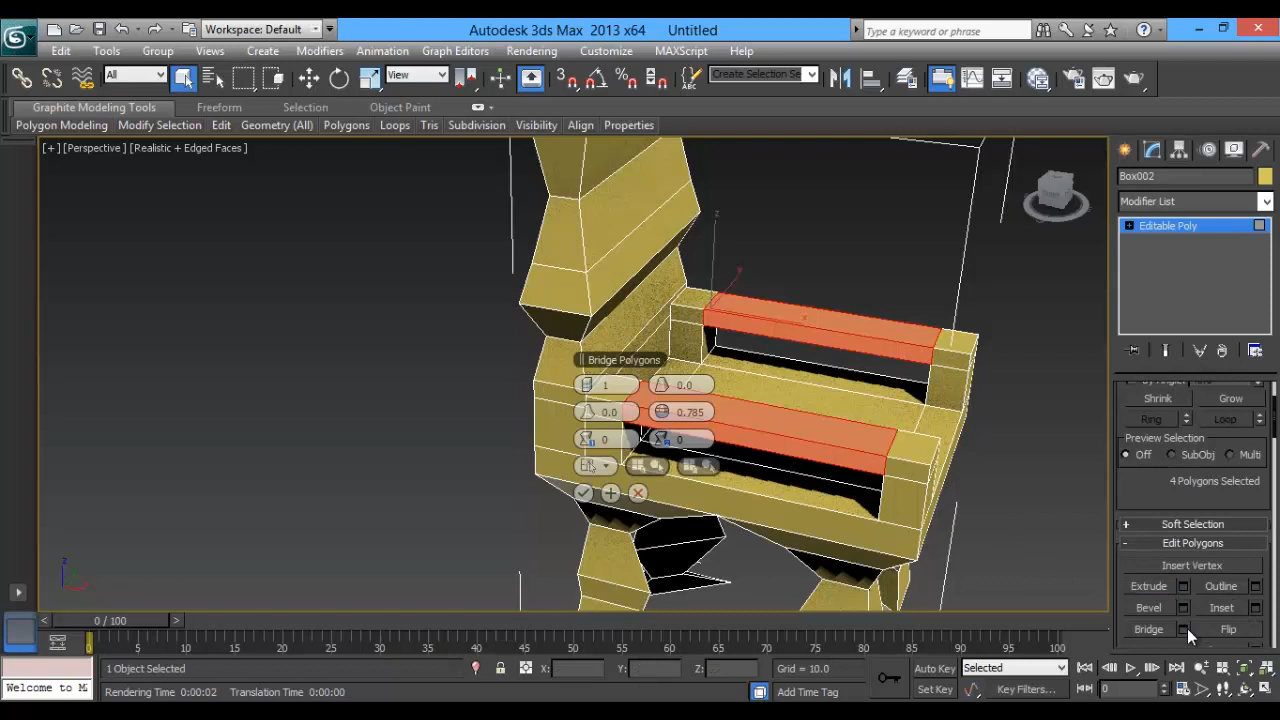 Workspace: Default
Autodesk 3ds Max 2013 x64 Untitled
Type a keyword or phrase
Edit Tools Group Views Create Modifiers Animation Graph Editors Rendering Customize MAXScript Help
All View 3 Create Selection Se
Graphite Modeling Tools Freeform Selection Object Paint
Polygon Modeling Modify Selection Edit Geometry (All) Polygons Loops Tris Subdivision Visibility Align Properties
[+] [Perspective] [Realistic + Edged Faces]
Box002
Modifier List
Editable Poly
z
x
Bridge Polygons
1 0.0
0.0 0.785
0 0
Shrink Grow
Ring Loop
Preview Selection
Off SubObj Multi
4 Polygons Selected
+ Soft Selection
- Edit Polygons
Insert Vertex
Extrude Outline
Bevel Inset
Bridge Flip
z
< 0 / 100 >
0 5 10 15 20 25 30 35 40 45 50 55 60 65 70 75 80 85 90 95 100
1 Object Selected X: Y: Z: Grid = 10.0 Auto Key Selected
Welcome to M Rendering Time 0:00:02 Translation Time 0:00:00 Add Time Tag Set Key Key Filters... 0